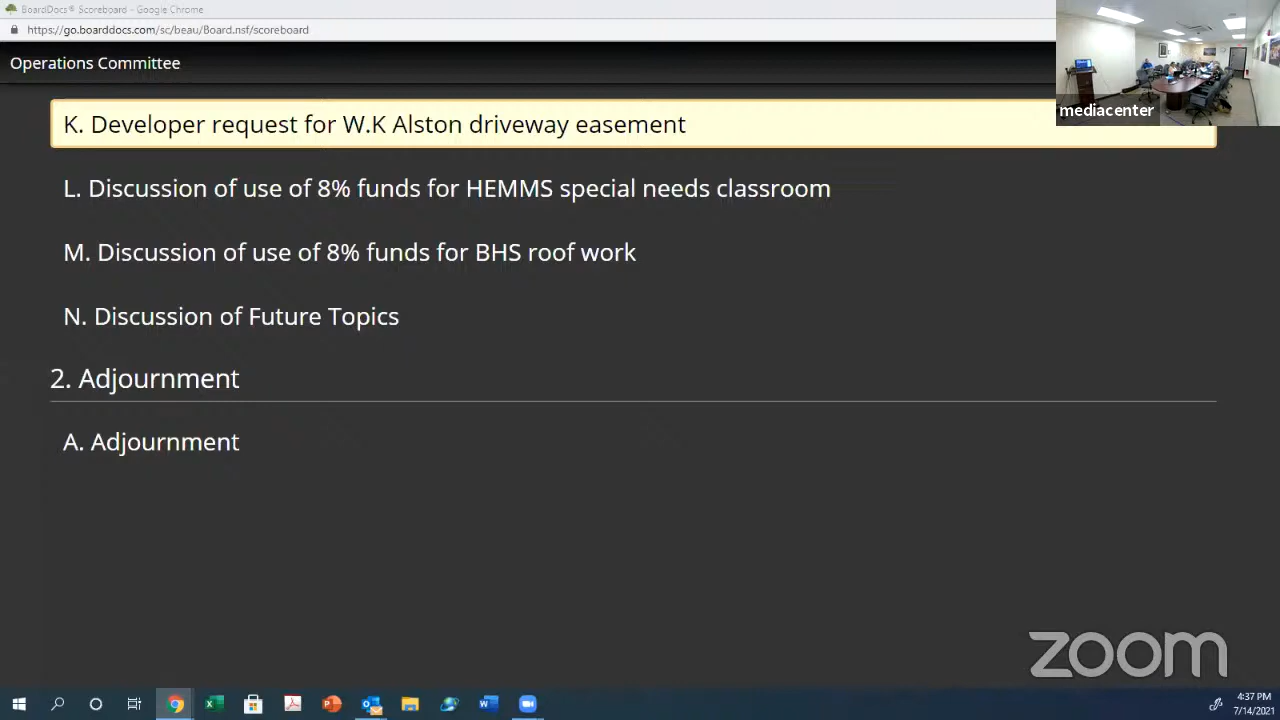 BoardDocs® Scoreboard - Google Chrome
https://go.boarddocs.com/sc/beau/Board.nsf/scoreboard
Operations Committee
mediacenter
K. Developer request for W.K Alston driveway easement
L. Discussion of use of 8% funds for HEMMS special needs classroom
M. Discussion of use of 8% funds for BHS roof work
N. Discussion of Future Topics
2. Adjournment
A. Adjournment
zoom
4:37 PM
7/14/2021